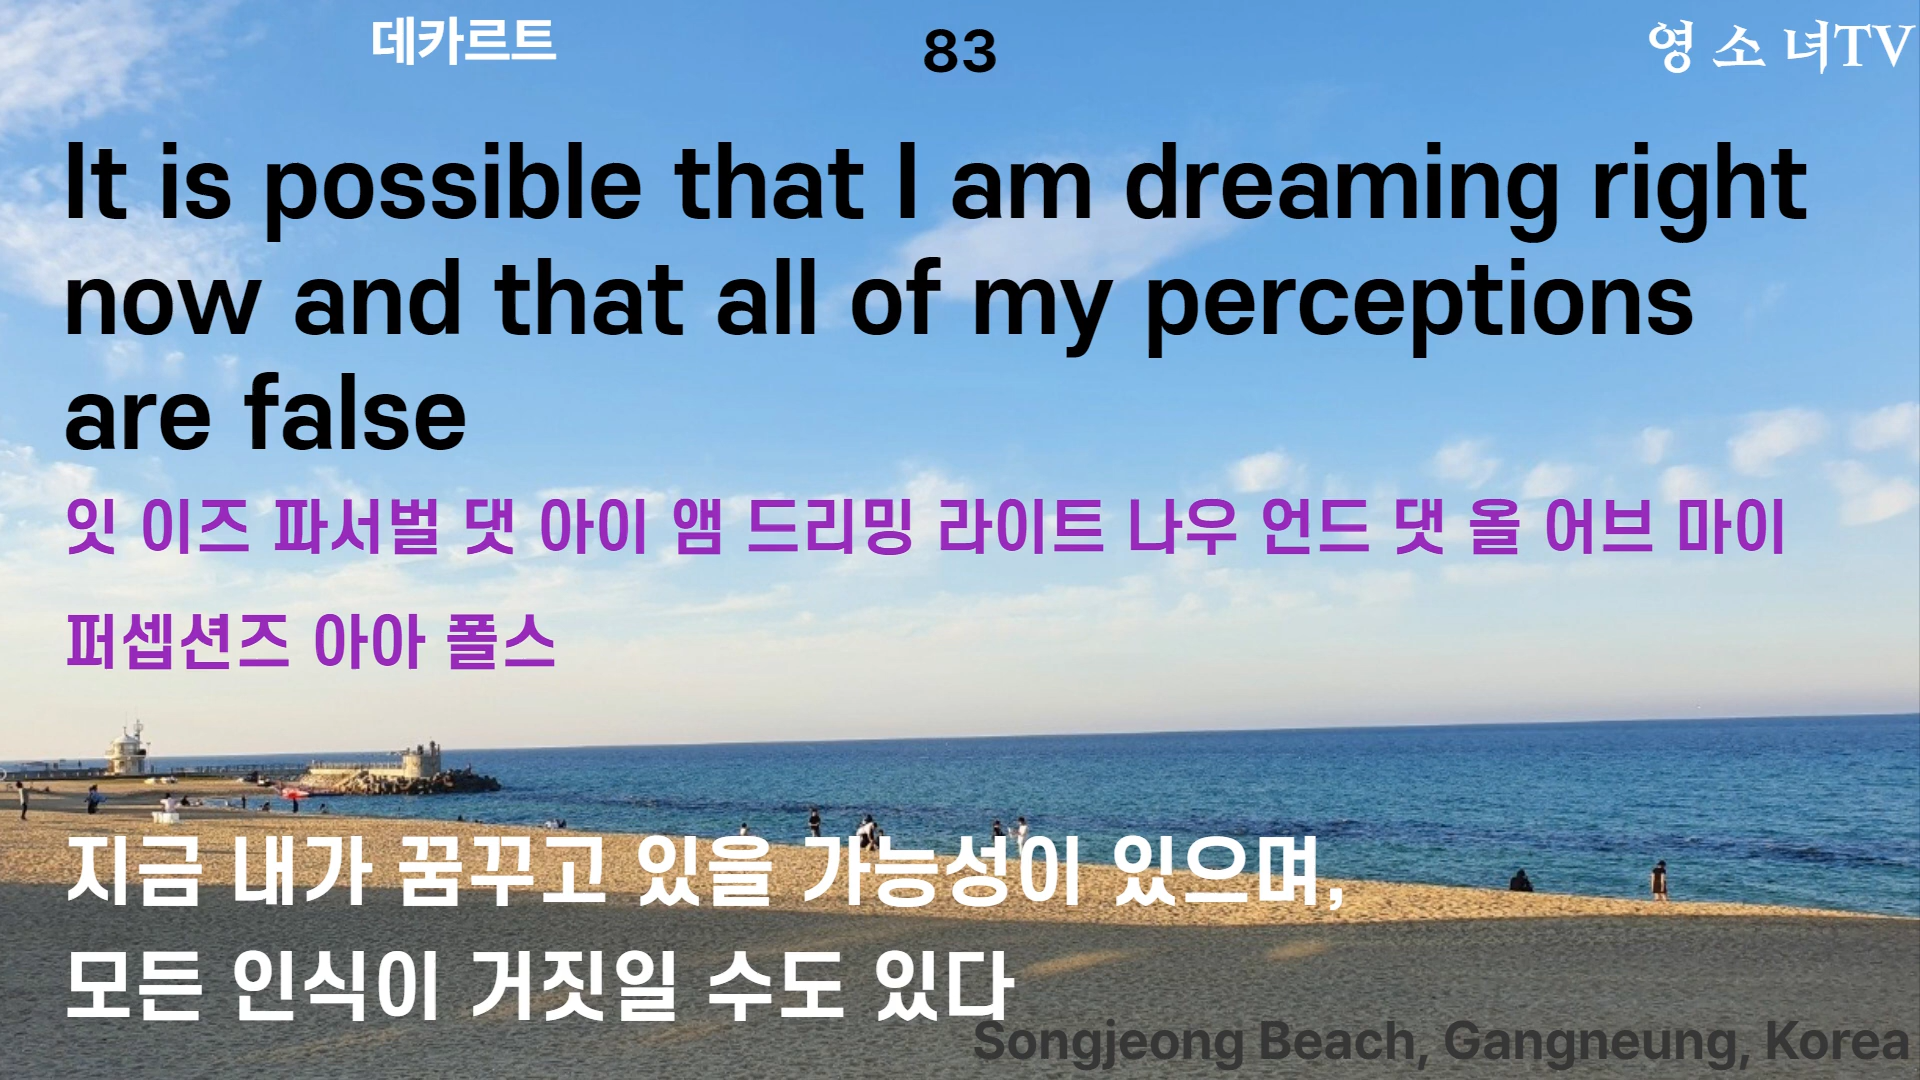 데카르트
83
영 소 녀TV
It is possible that I am dreaming right
now and that all of my perceptions
are false
잇 이즈 파서벌 댓 아이 앰 드리밍 라이트 나우 언드 댓 올 어브 마이
퍼셉션즈 아아 폴스
지금 내가 꿈꾸고 있을 가능성이 있으며,
모든 인식이 거짓일 수도 있다
Songjeong Beach, Gangneung, Korea